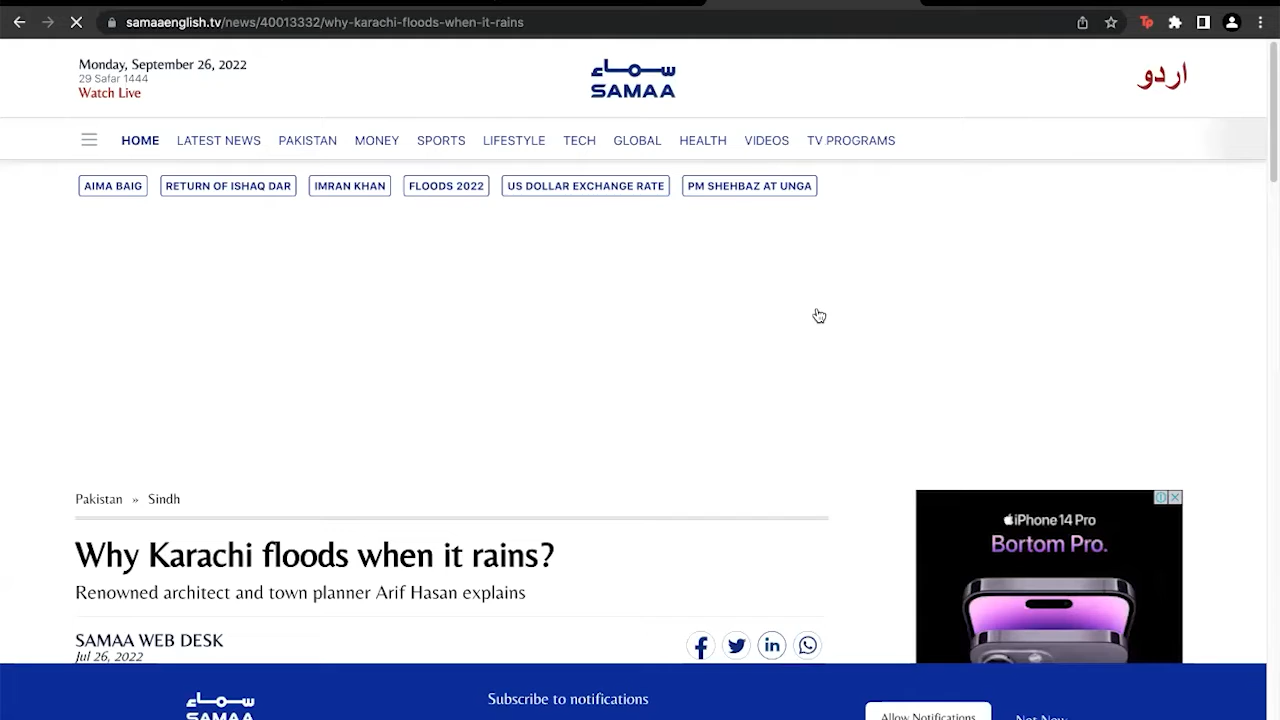 samaaenglish.tv/news/40013332/why-karachi-floods-when-it-rains
Monday, September 26, 2022
29 Safar 1444
Watch Live
سماء
SAMAA
اردو
HOME LATEST NEWS PAKISTAN MONEY SPORTS LIFESTYLE TECH GLOBAL HEALTH VIDEOS TV PROGRAMS
AIMA BAIG RETURN OF ISHAQ DAR IMRAN KHAN FLOODS 2022 US DOLLAR EXCHANGE RATE PM SHEHBAZ AT UNGA
Pakistan » Sindh
Why Karachi floods when it rains?
Renowned architect and town planner Arif Hasan explains
SAMAA WEB DESK
Jul 26, 2022
iPhone 14 Pro
Bortom Pro.
سماء
SAMAA
Subscribe to notifications
Allow Notifications
Not Now